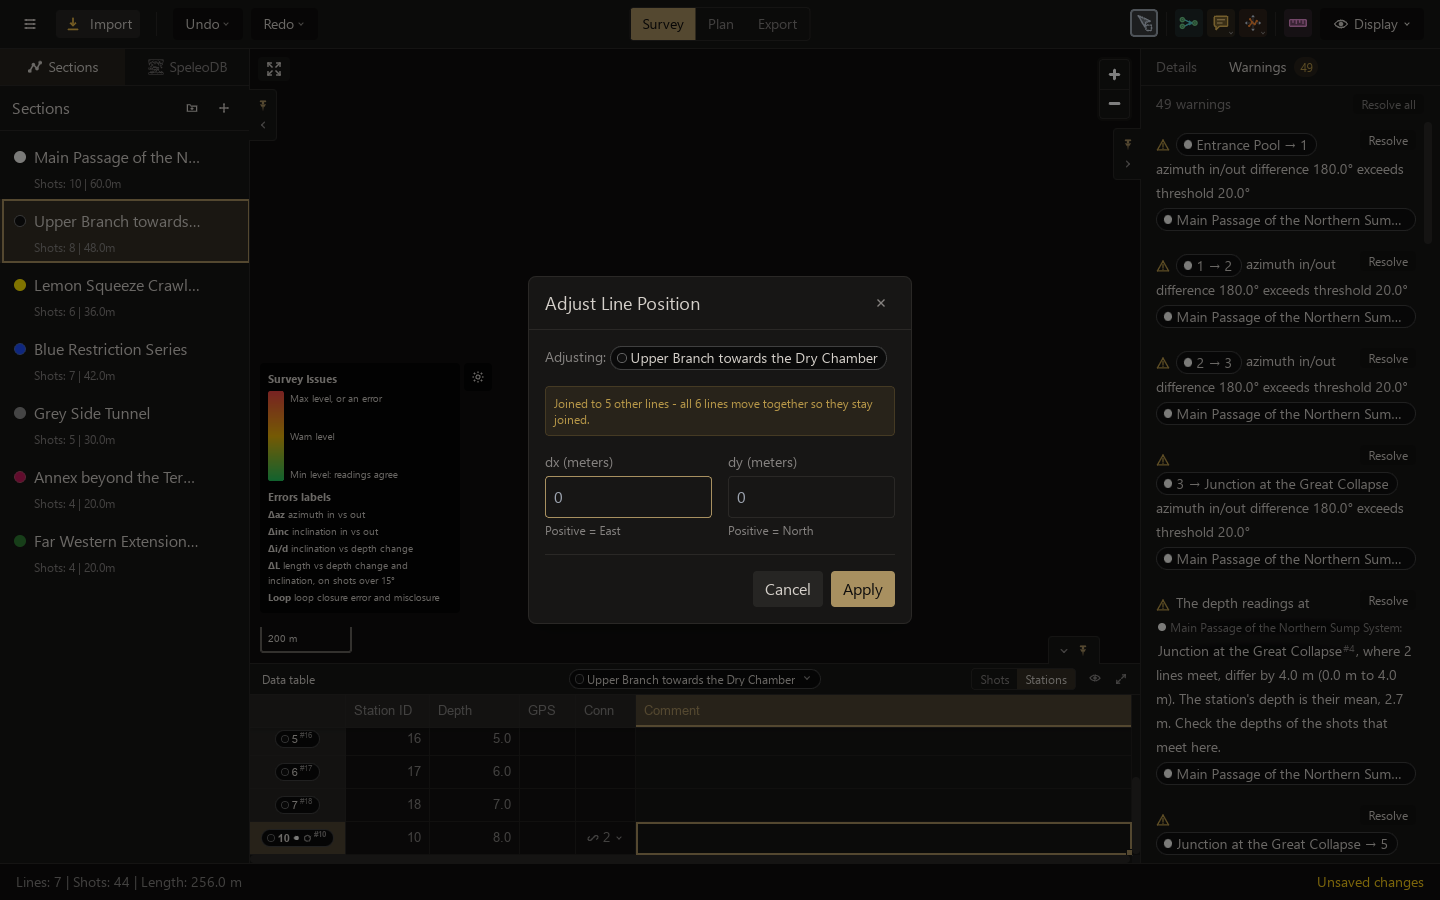 Import
Undo
Redo
Survey
Plan
Export
Display
Sections
SpeleoDB
Sections
Main Passage of the N...
Shots: 10 | 60.0m
Upper Branch towards...
Shots: 8 | 48.0m
Lemon Squeeze Crawl...
Shots: 6 | 36.0m
Blue Restriction Series
Shots: 7 | 42.0m
Grey Side Tunnel
Shots: 5 | 30.0m
Annex beyond the Ter...
Shots: 4 | 20.0m
Far Western Extension...
Shots: 4 | 20.0m
Survey Issues
Max level, or an error
Warn level
Min level: readings agree
Errors labels
Δaz azimuth in vs out
Δinc inclination in vs out
Δi/d inclination vs depth change
ΔL length vs depth change and
inclination, on shots over 15°
Loop loop closure error and misclosure
200 m
Adjust Line Position
×
Adjusting: Upper Branch towards the Dry Chamber
Joined to 5 other lines - all 6 lines move together so they stay
joined.
dx (meters)
dy (meters)
0
0
Positive = East
Positive = North
Cancel
Apply
Data table
Upper Branch towards the Dry Chamber
Shots
Stations
Station ID
Depth
GPS
Conn
Comment
5 #16
16
5.0
6 #17
17
6.0
7 #18
18
7.0
10 #10
10
8.0
2
Details
Warnings
49
49 warnings
Resolve all
Entrance Pool → 1
Resolve
azimuth in/out difference 180.0° exceeds
threshold 20.0°
Main Passage of the Northern Sum...
1 → 2 azimuth in/out
Resolve
difference 180.0° exceeds threshold 20.0°
Main Passage of the Northern Sum...
2 → 3 azimuth in/out
Resolve
difference 180.0° exceeds threshold 20.0°
Main Passage of the Northern Sum...
Resolve
3 → Junction at the Great Collapse
azimuth in/out difference 180.0° exceeds
threshold 20.0°
Main Passage of the Northern Sum...
The depth readings at
Resolve
Main Passage of the Northern Sump System:
Junction at the Great Collapse#4, where 2
lines meet, differ by 4.0 m (0.0 m to 4.0
m). The station's depth is their mean, 2.7
m. Check the depths of the shots that
meet here.
Main Passage of the Northern Sum...
Resolve
Junction at the Great Collapse → 5
Lines: 7 | Shots: 44 | Length: 256.0 m
Unsaved changes